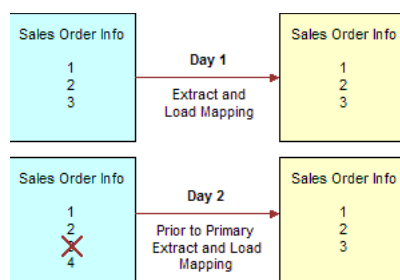 Sales Order Info
1
2
3
Day 1
Extract and
Load Mapping
Sales Order Info
1
2
3
Sales Order Info
1
2
3
4
Day 2
Prior to Primary
Extract and Load
Mapping
Sales Order Info
1
2
3